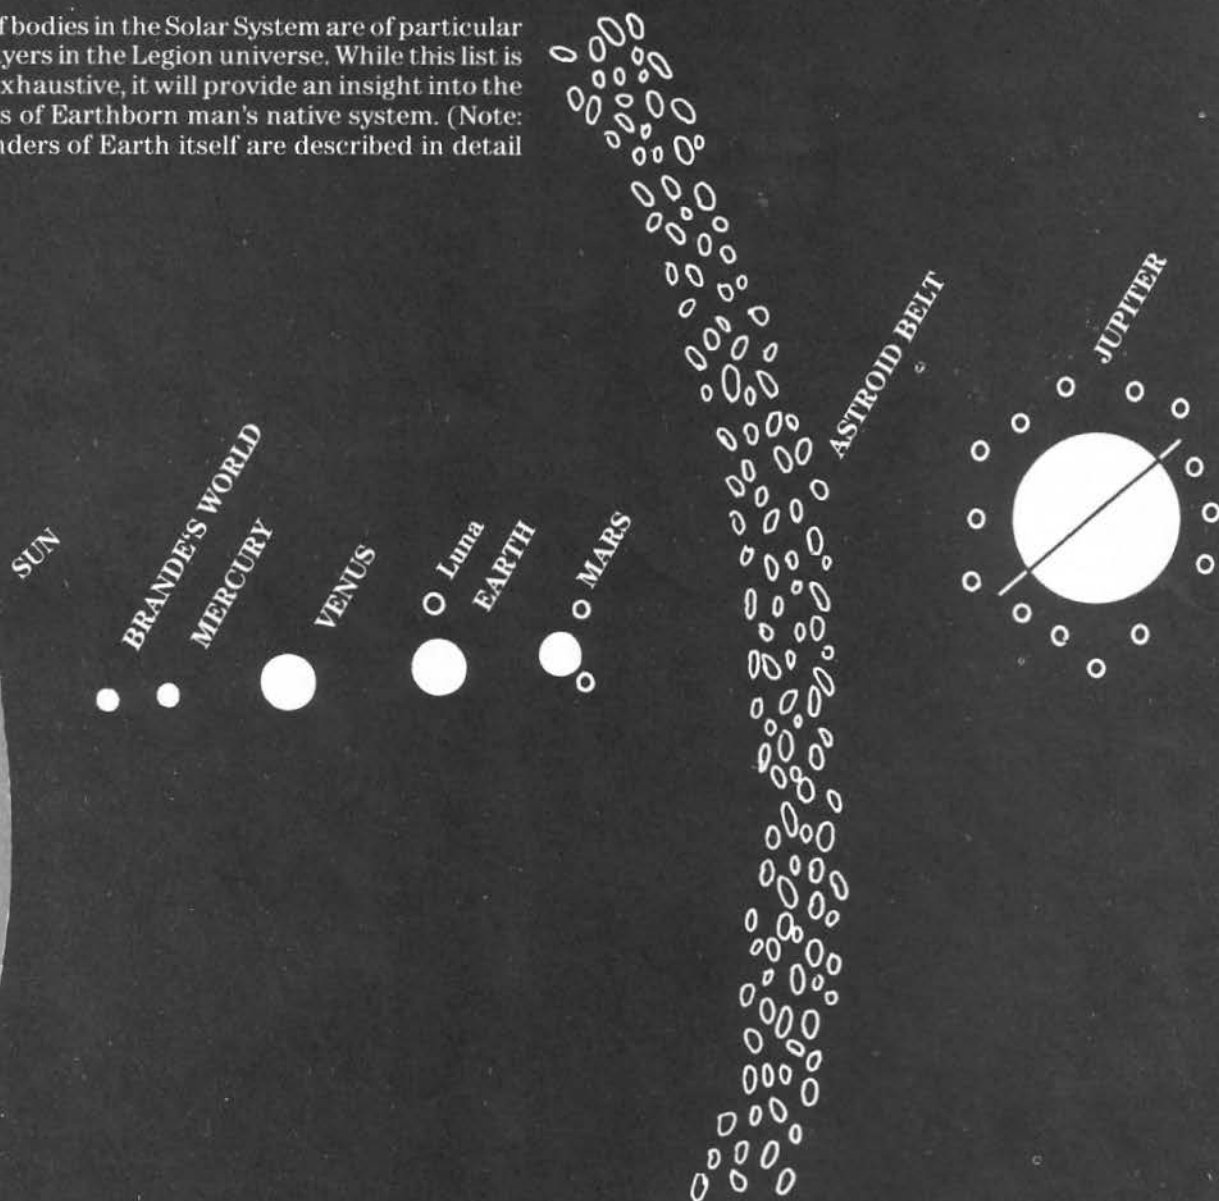 f bodies in the Solar System are of particular
yers in the Legion universe. While this list is
xhaustive, it will provide an insight into the
s of Earthborn man's native system. (Note:
nders of Earth itself are described in detail
SUN
BRANDE'S WORLD
MERCURY
VENUS
Luna
EARTH
MARS
ASTROID BELT
JUPITER